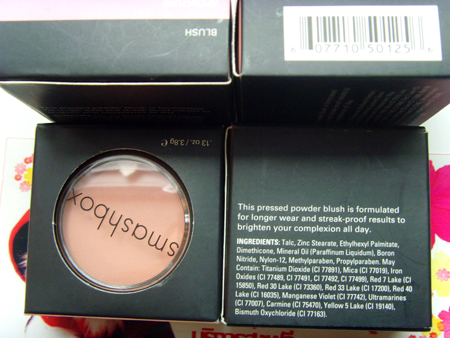 BLUSH
6 07710 50125
.13 oz./3.8g ℮
smashbox
This pressed powder blush is formulated
for longer wear and streak-proof results to
brighten your complexion all day.
INGREDIENTS: Talc, Zinc Stearate, Ethylhexyl Palmitate,
Dimethicone, Mineral Oil (Paraffinum Liquidum), Boron
Nitride, Nylon-12, Methylparaben, Propylparaben. May
Contain: Titanium Dioxide (CI 77891), Mica (CI 77019), Iron
Oxides (CI 77489, CI 77491, CI 77492, CI 77499), Red 7 Lake (CI
15850), Red 30 Lake (CI 73360), Red 33 Lake (CI 17200), Red 40
Lake (CI 16035), Manganese Violet (CI 77742), Ultramarines
(CI 77007), Carmine (CI 75470), Yellow 5 Lake (CI 19140),
Bismuth Oxychloride (CI 77163).